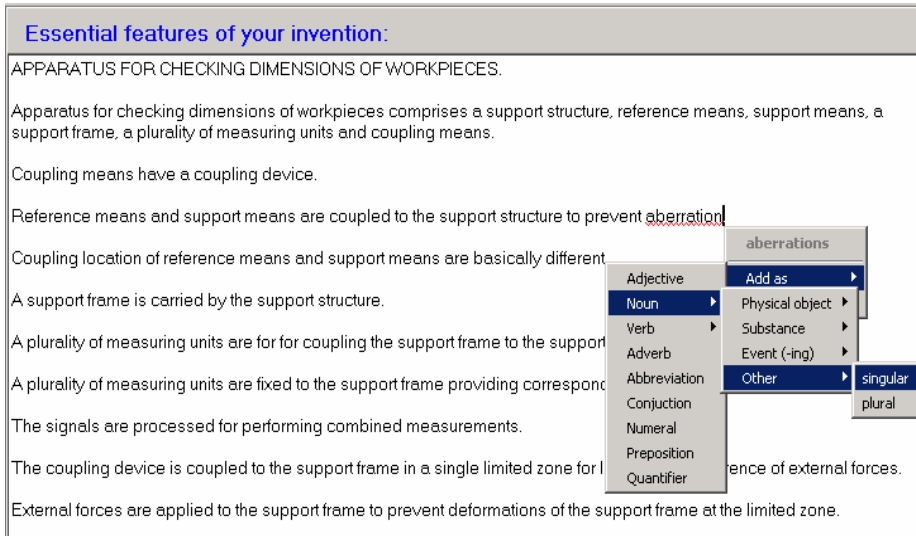 Essential features of your invention:
APPARATUS FOR CHECKING DIMENSIONS OF WORKPIECES.
Apparatus for checking dimensions of workpieces comprises a support structure, reference means, support means, a
support frame, a plurality of measuring units and coupling means.
Coupling means have a coupling device.
Reference means and support means are coupled to the support structure to prevent aberration
Coupling location of reference means and support means are basically different
A support frame is carried by the support structure.
A plurality of measuring units are for for coupling the support frame to the support
A plurality of measuring units are fixed to the support frame providing
The signals are processed for performing combined measurements.
The coupling device is coupled to the support frame in a single limited zone for
of external forces.
External forces are applied to the support frame to prevent deformations of the support frame at the limited zone.
aberrations
Add as
Adjective
Noun
Verb
Adverb
Abbreviation
Conjuction
Numeral
Preposition
Quantifier
Physical object
Substance
Event (-ing)
Other
singular
plural